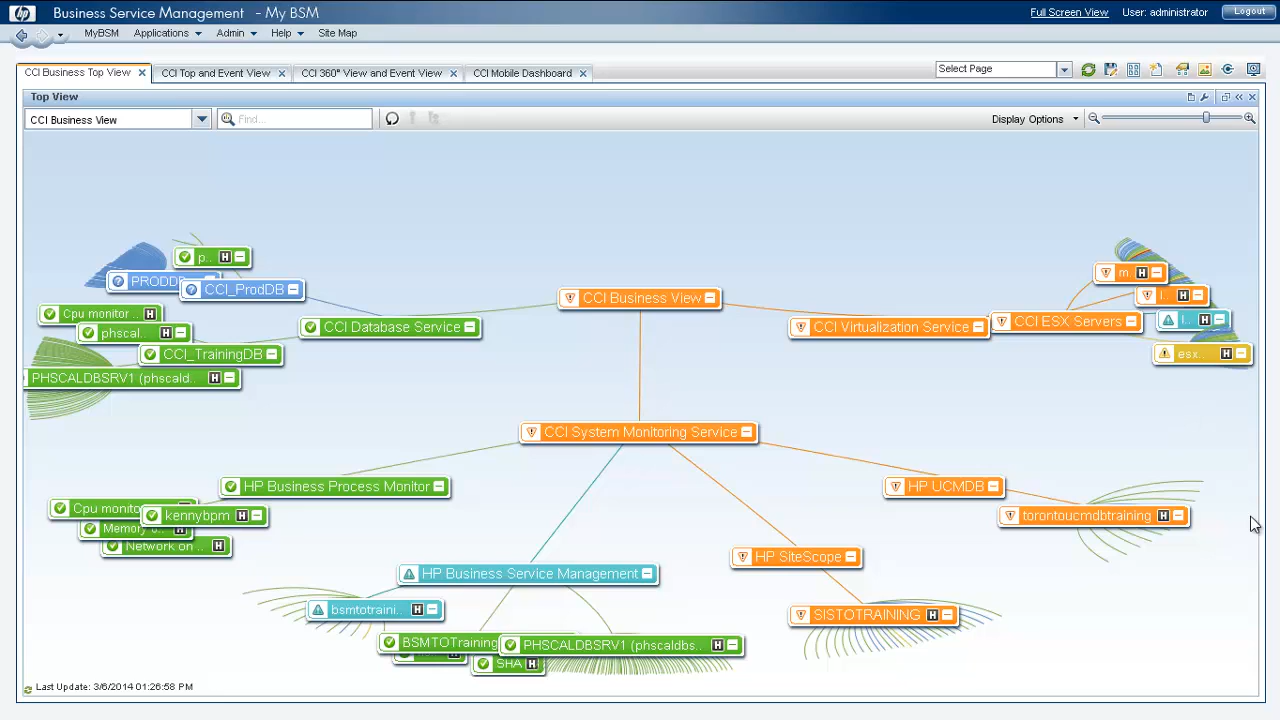 hp Business Service Management - My BSM
Full Screen View User: administrator Logout
MyBSM Applications Admin Help Site Map
CCI Business Top View CCI Top and Event View CCI 360° View and Event View CCI Mobile Dashboard Select Page
Top View
CCI Business View Find... Display Options
p.. H
m. H
PRODD
CCI_ProdDB
CCI Business View
l. H
Cpu monitor .. H
phscal. H
CCI Database Service
CCI Virtualization Service
CCI ESX Servers
l.. H
CCI_TrainingDB
esx.. H
PHSCALDBSRV1 (phscald.. H
CCI System Monitoring Service
HP Business Process Monitor
HP UCMDB
Cpu monito
kennybpm H
torontoucmdbtraining H
Memory H
Network on .. H
HP SiteScope
HP Business Service Management
bsmtotraini.. H
SISTOTRAINING H
BSMTOTraining
PHSCALDBSRV1 (phscaldbs.. H
SHA H
Last Update: 3/6/2014 01:26:58 PM